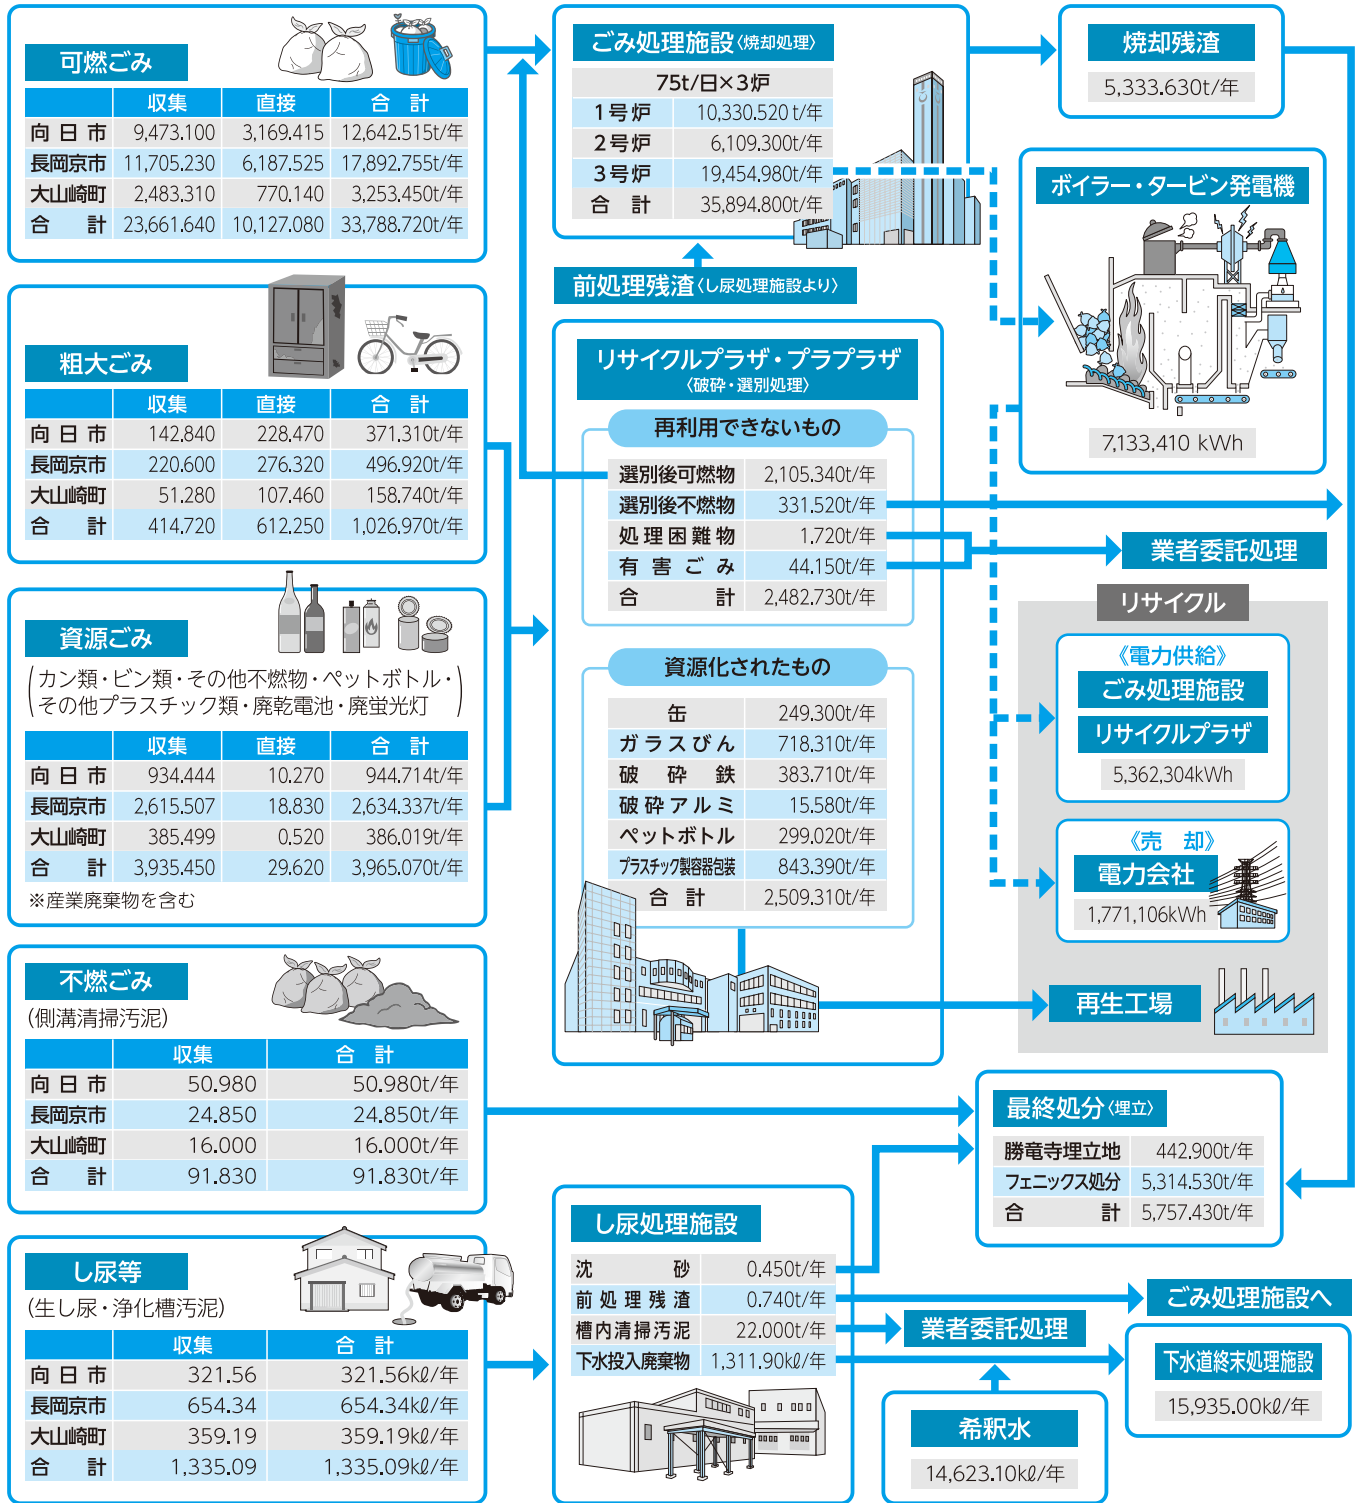 可燃ごみ
収集 直接 合 計
向 日 市 9,473.100 3,169.415 12,642.515t/年
長岡京市 11,705.230 6,187.525 17,892.755t/年
大山崎町 2,483.310 770.140 3,253.450t/年
合 計 23,661.640 10,127.080 33,788.720t/年
ごみ処理施設〈焼却処理〉
75t/日×3炉
1号炉 10,330.520 t/年
2号炉 6,109.300t/年
3号炉 19,454.980t/年
合 計 35,894.800t/年
焼却残渣
5,333.630t/年
ボイラー・タービン発電機
7,133,410 kWh
前処理残渣〈し尿処理施設より〉
粗大ごみ
収集 直接 合 計
向 日 市 142.840 228.470 371.310t/年
長岡京市 220.600 276.320 496.920t/年
大山崎町 51.280 107.460 158.740t/年
合 計 414.720 612.250 1,026.970t/年
リサイクルプラザ・プラプラザ
〈破砕・選別処理〉
再利用できないもの
選別後可燃物 2,105.340t/年
選別後不燃物 331.520t/年
処理困難物 1.720t/年
有害ごみ 44.150t/年
合 計 2,482.730t/年
業者委託処理
資源ごみ
(カン類・ビン類・その他不燃物・ペットボトル・
その他プラスチック類・廃乾電池・廃蛍光灯)
収集 直接 合 計
向 日 市 934.444 10.270 944.714t/年
長岡京市 2,615.507 18.830 2,634.337t/年
大山崎町 385.499 0.520 386.019t/年
合 計 3,935.450 29.620 3,965.070t/年
※産業廃棄物を含む
資源化されたもの
缶 249.300t/年
ガラスびん 718.310t/年
破砕鉄 383.710t/年
破砕アルミ 15.580t/年
ペットボトル 299.020t/年
プラスチック製容器包装 843.390t/年
合 計 2,509.310t/年
リサイクル
《電力供給》
ごみ処理施設
リサイクルプラザ
5,362,304kWh
《売 却》
電力会社
1,771,106kWh
再生工場
不燃ごみ
(側溝清掃汚泥)
収集 合 計
向 日 市 50.980 50.980t/年
長岡京市 24.850 24.850t/年
大山崎町 16.000 16.000t/年
合 計 91.830 91.830t/年
最終処分〈埋立〉
勝竜寺埋立地 442.900t/年
フェニックス処分 5,314.530t/年
合 計 5,757.430t/年
し尿等
(生し尿・浄化槽汚泥)
収集 合 計
向 日 市 321.56 321.56kℓ/年
長岡京市 654.34 654.34kℓ/年
大山崎町 359.19 359.19kℓ/年
合 計 1,335.09 1,335.09kℓ/年
し尿処理施設
沈 砂 0.450t/年
前処理残渣 0.740t/年
槽内清掃汚泥 22.000t/年
下水投入廃棄物 1,311.90kℓ/年
ごみ処理施設へ
業者委託処理
下水道終末処理施設
15,935.00kℓ/年
希釈水
14,623.10kℓ/年